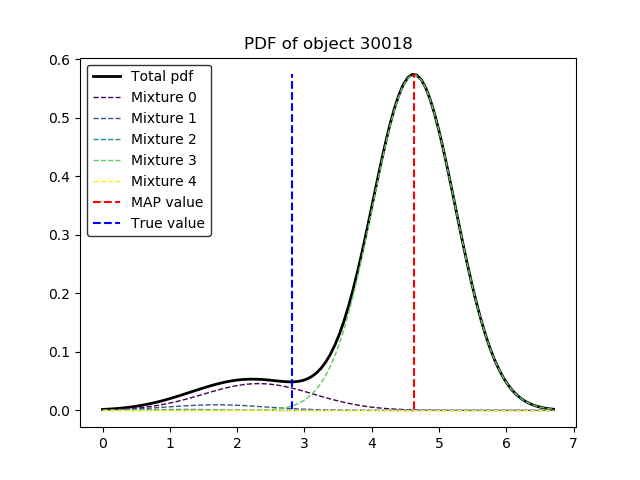 PDF of object 30018
Total pdf
Mixture 0
Mixture 1
Mixture 2
Mixture 3
Mixture 4
MAP value
True value
0.6
0.5
0.4
0.3
0.2
0.1
0.0
0 1 2 3 4 5 6 7